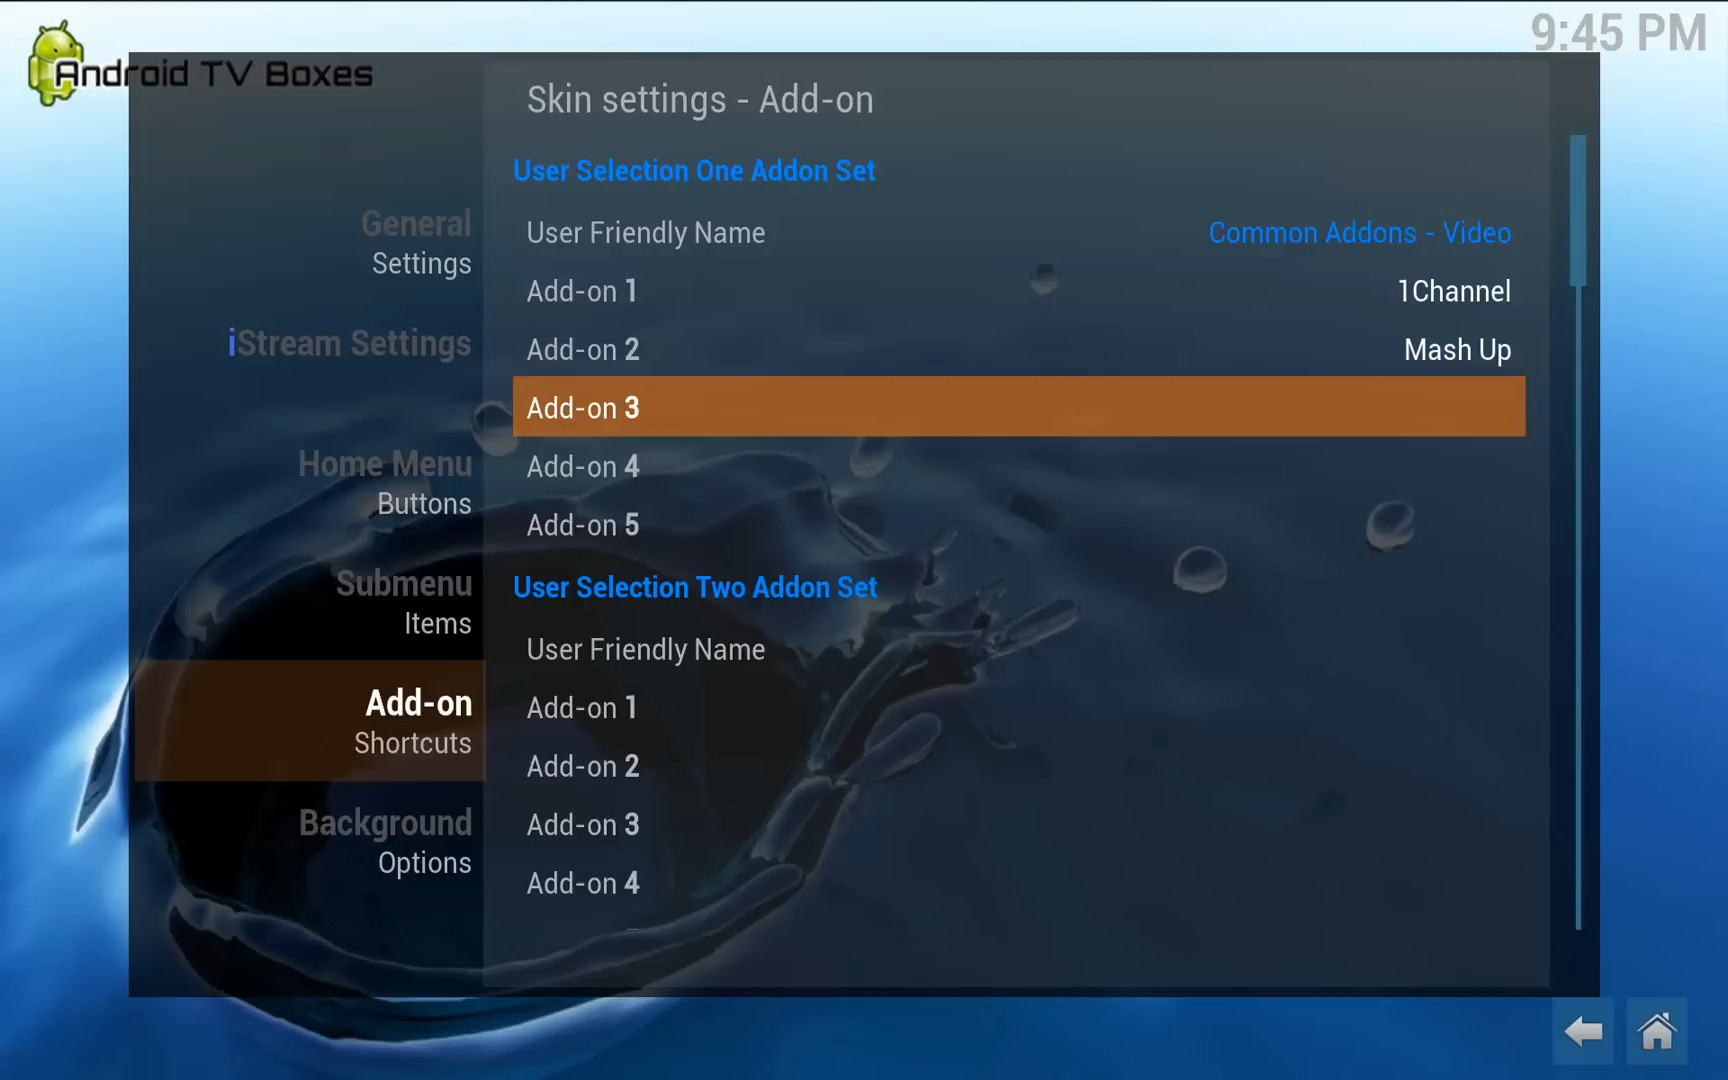 Android TV Boxes
9:45 PM
Skin settings - Add-on
General
Settings
iStream Settings
Home Menu
Buttons
Submenu
Items
Add-on
Shortcuts
Background
Options
User Selection One Addon Set
User Friendly Name Common Addons - Video
Add-on 1 1Channel
Add-on 2 Mash Up
Add-on 3
Add-on 4
Add-on 5
User Selection Two Addon Set
User Friendly Name
Add-on 1
Add-on 2
Add-on 3
Add-on 4